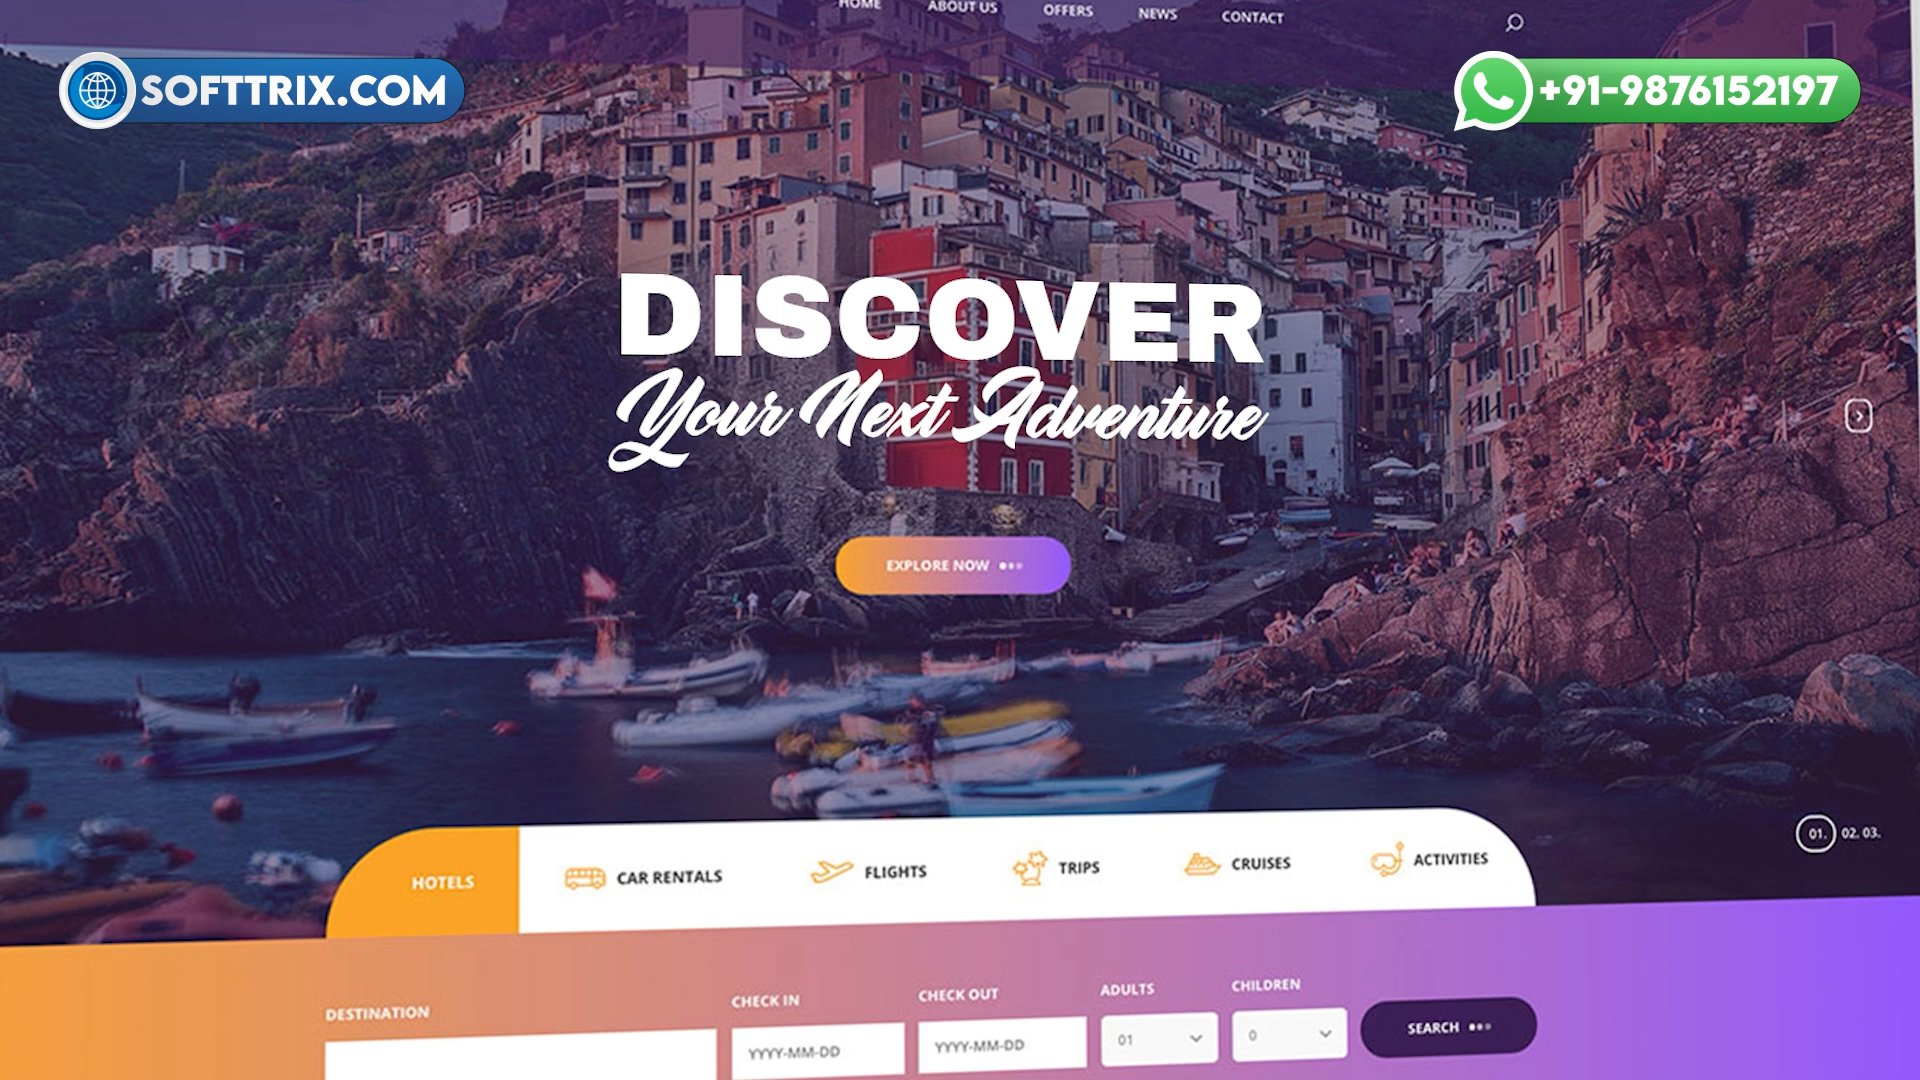 HOME ABOUT US OFFERS NEWS CONTACT
SOFTTRIX.COM
+91-9876152197
DISCOVER
Your Next Adventure
EXPLORE NOW
01. 02. 03.
HOTELS CAR RENTALS FLIGHTS TRIPS CRUISES ACTIVITIES
DESTINATION CHECK IN CHECK OUT ADULTS CHILDREN
YYYY-MM-DD YYYY-MM-DD 01 0 SEARCH